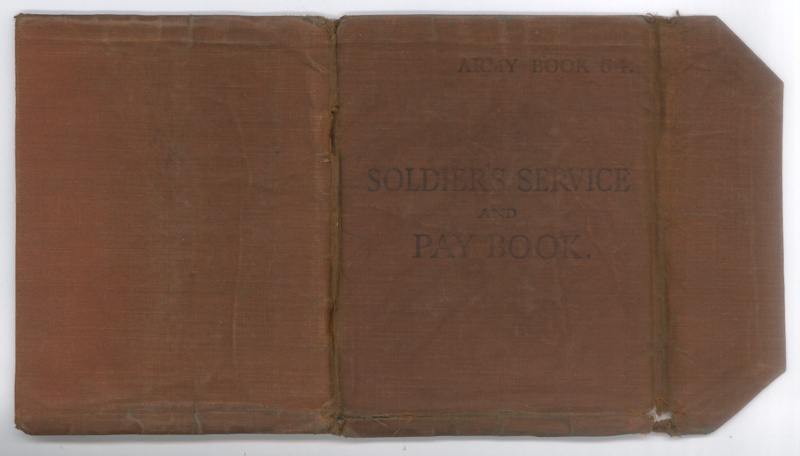 ARMY BOOK 64.
SOLDIER'S SERVICE
AND
PAY BOOK.